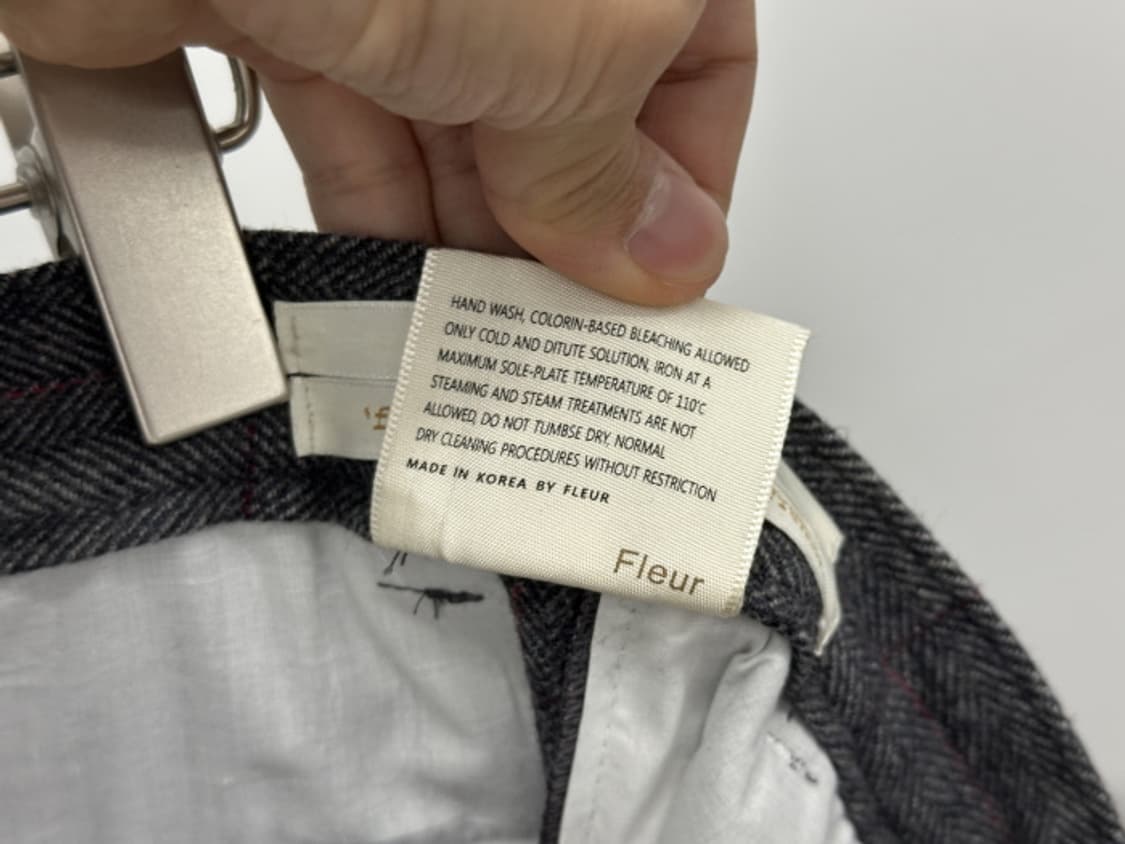 HAND WASH, COLORIN-BASED BLEACHING ALLOWED
ONLY COLD AND DITUTE SOLUTION, IRON AT A
MAXIMUM SOLE-PLATE TEMPERATURE OF 110'C
STEAMING AND STEAM TREATMENTS ARE NOT
ALLOWED, DO NOT TUMBSE DRY, NORMAL
DRY CLEANING PROCEDURES WITHOUT RESTRICTION
MADE IN KOREA BY FLEUR
Fleur